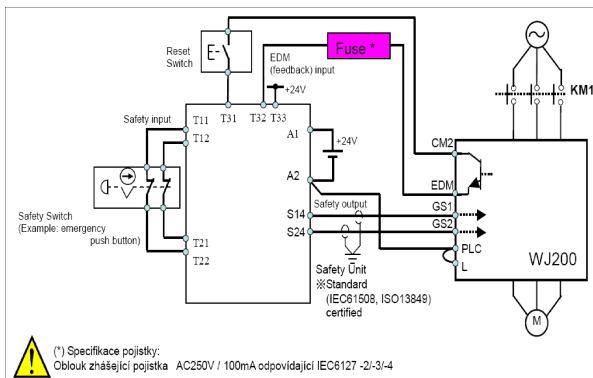 Reset
Switch
E-
EDM
(feedback) input
Fuse *
+24V
KM1
Safety input
T11
T12
T31
T32
T33
A1
+24V
CM2
A2
EDM
Safety output
S14
GS1
S24
GS2
PLC
L
WJ200
Safety Switch
(Example: emergency
push button)
T21
T22
Safety Unit
※Standard
(IEC61508, ISO13849)
certified
M
(*) Specifikace pojistky:
Oblouk zhášející pojistka AC250V / 100mA odpovídající IEC6127 -2/-3/-4